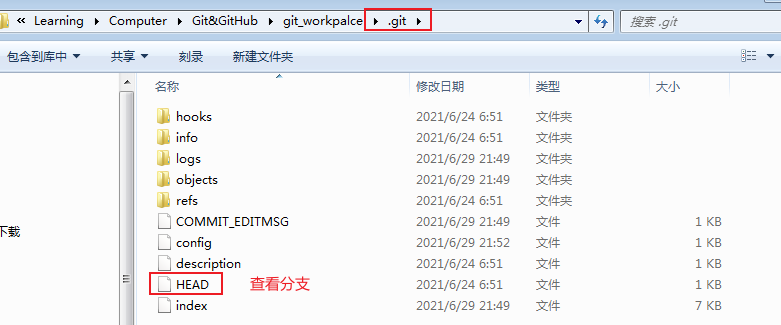 Learning Computer Git&GitHub git_workpalce .git 搜索 .git
包含到库中 共享 刻录 新建文件夹
名称 修改日期 类型 大小
hooks 2021/6/24 6:51 文件夹
info 2021/6/24 6:51 文件夹
logs 2021/6/29 21:49 文件夹
objects 2021/6/29 21:49 文件夹
refs 2021/6/24 6:51 文件夹
COMMIT_EDITMSG 2021/6/29 21:49 文件 1 KB
config 2021/6/29 21:52 文件 1 KB
下载
description 2021/6/24 6:51 文件 1 KB
HEAD 查看分支 2021/6/24 6:51 文件 1 KB
index 2021/6/29 21:49 文件 7 KB